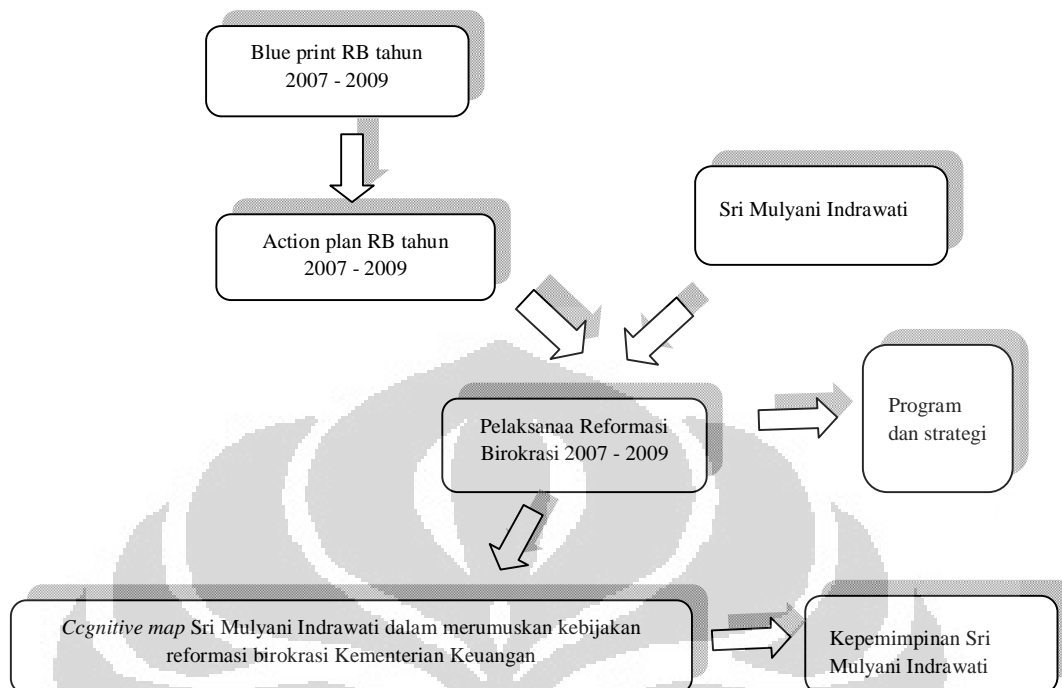 Blue print RB tahun
2007 - 2009
Sri Mulyani Indrawati
Action plan RB tahun
2007 - 2009
Pelaksanaa Reformasi
Birokrasi 2007 - 2009
Program
dan strategi
Ccgnitive map Sri Mulyani Indrawati dalam merumuskan kebijakan
reformasi birokrasi Kementerian Keuangan
Kepemimpinan Sri
Mulyani Indrawati